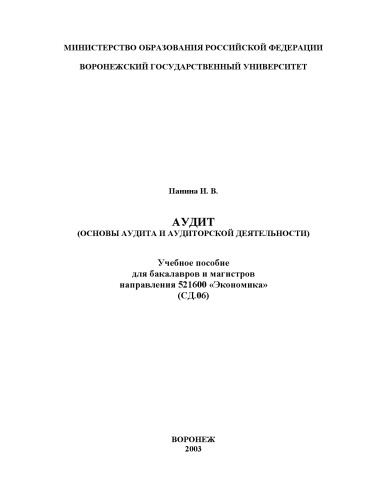 МИНИСТЕРСТВО ОБРАЗОВАНИЯ РОССИЙСКОЙ ФЕДЕРАЦИИ
ВОРОНЕЖСКИЙ ГОСУДАРСТВЕННЫЙ УНИВЕРСИТЕТ
Панина И. В.
АУДИТ
(ОСНОВЫ АУДИТА И АУДИТОРСКОЙ ДЕЯТЕЛЬНОСТИ)
Учебное пособие
для бакалавров и магистров
направления 521600 «Экономика»
(СД.06)
ВОРОНЕЖ
2003